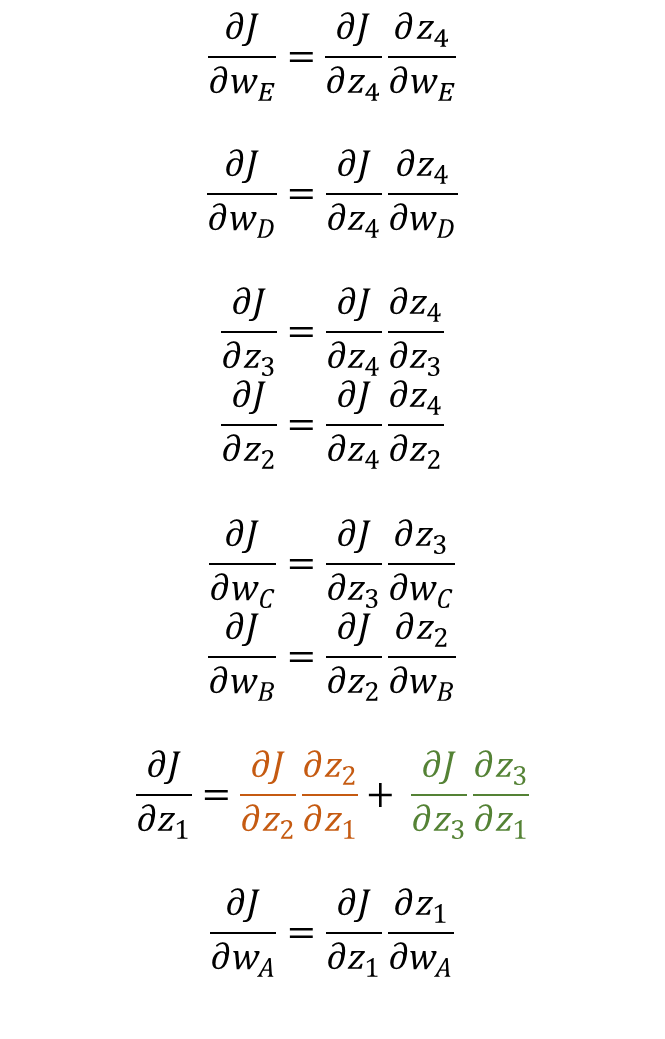 ∂J/∂w_E = ∂J/∂z_4 ∂z_4/∂w_E
∂J/∂w_D = ∂J/∂z_4 ∂z_4/∂w_D
∂J/∂z_3 = ∂J/∂z_4 ∂z_4/∂z_3
∂J/∂z_2 = ∂J/∂z_4 ∂z_4/∂z_2
∂J/∂w_C = ∂J/∂z_3 ∂z_3/∂w_C
∂J/∂w_B = ∂J/∂z_2 ∂z_2/∂w_B
∂J/∂z_1 = ∂J/∂z_2 ∂z_2/∂z_1 + ∂J/∂z_3 ∂z_3/∂z_1
∂J/∂w_A = ∂J/∂z_1 ∂z_1/∂w_A